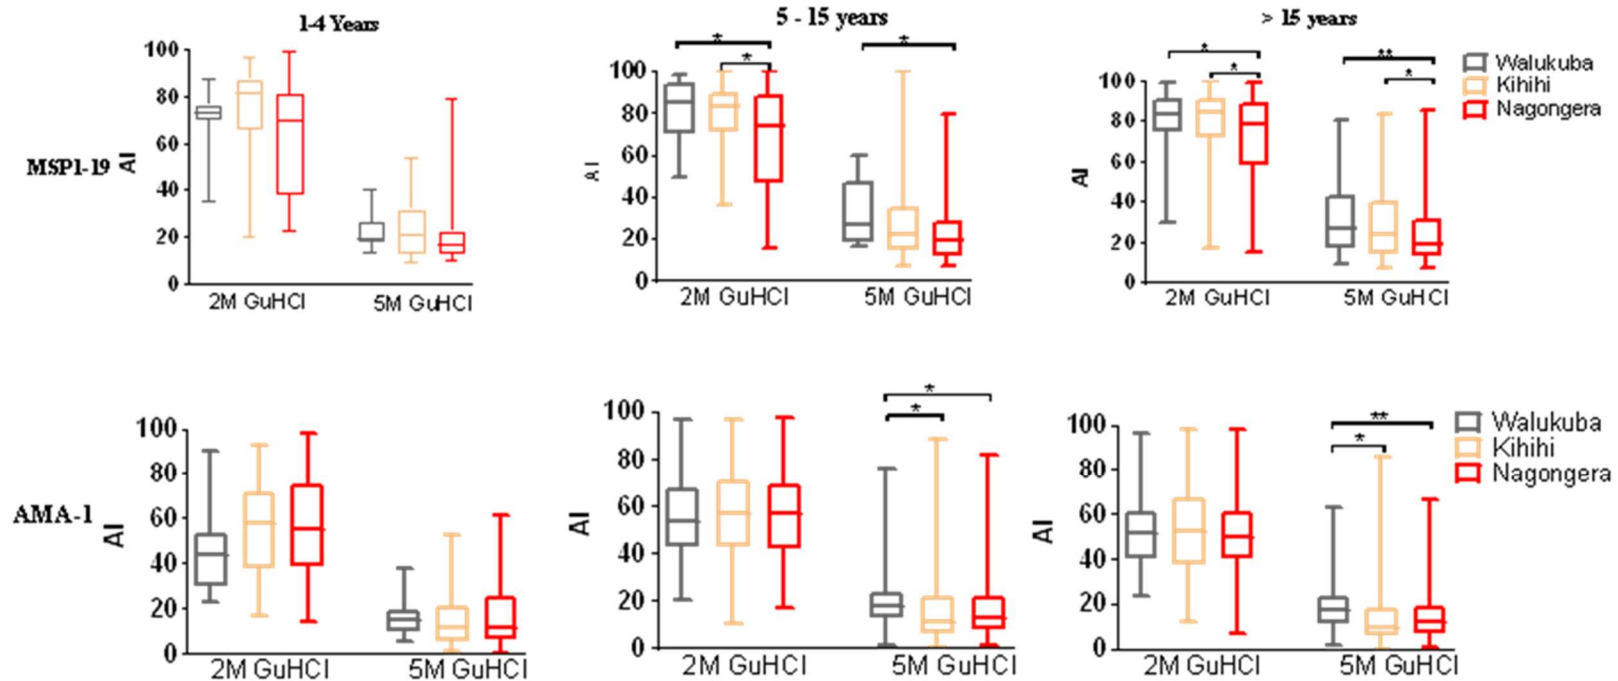 1-4 Years
5 - 15 years
> 15 years
MSP1-19
AI
100
80
60
40
20
0
2M GuHCl
5M GuHCl
*
*
*
AI
100
80
60
40
20
0
2M GuHCl
5M GuHCl
*
*
**
*
AI
100
80
60
40
20
0
2M GuHCl
5M GuHCl
Walukuba
Kihihi
Nagongera
AMA-1
AI
100
80
60
40
20
0
2M GuHCl
5M GuHCl
*
*
AI
100
80
60
40
20
0
2M GuHCl
5M GuHCl
**
*
AI
100
80
60
40
20
0
2M GuHCl
5M GuHCl
Walukuba
Kihihi
Nagongera